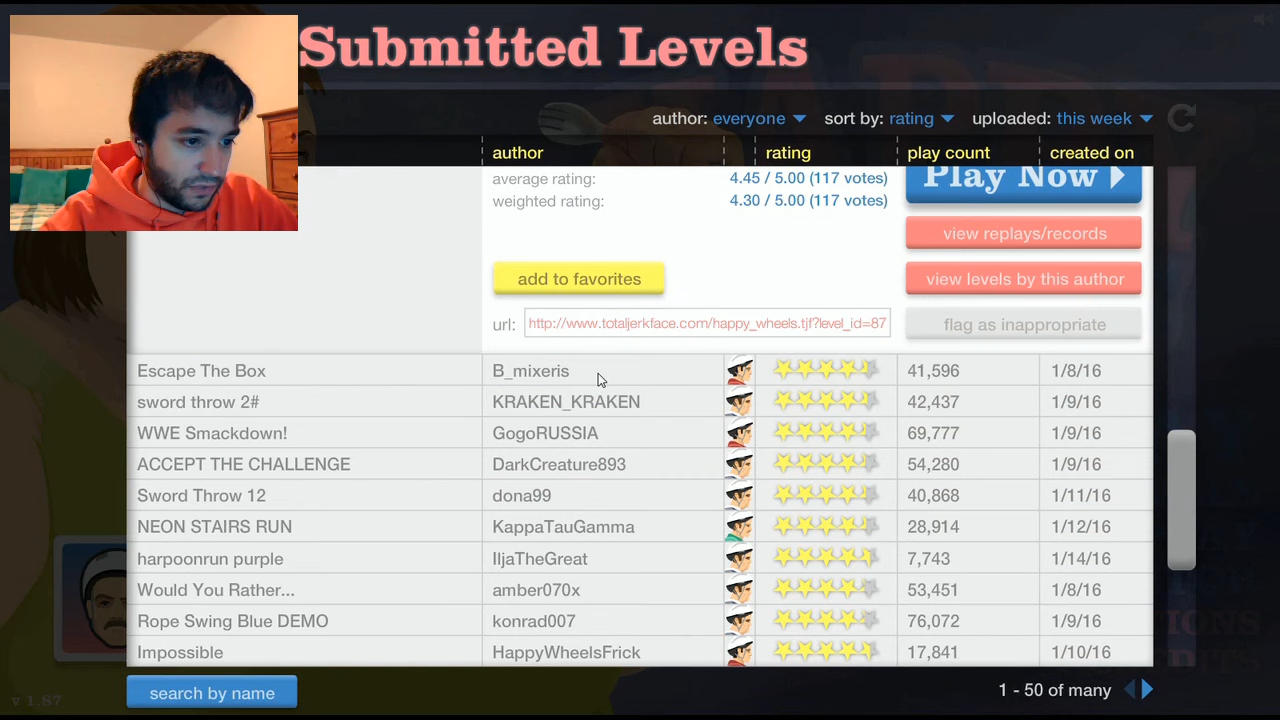 Submitted Levels
author: everyone sort by: rating uploaded: this week
author rating play count created on
average rating: 4.45 / 5.00 (117 votes) Play Now
weighted rating: 4.30 / 5.00 (117 votes)
view replays/records
add to favorites view levels by this author
url: http://www.totaljerkface.com/happy_wheels.tjf?level_id=87 flag as inappropriate
Escape The Box B_mixeris 41,596 1/8/16
sword throw 2# KRAKEN_KRAKEN 42,437 1/9/16
WWE Smackdown! GogoRUSSIA 69,777 1/9/16
ACCEPT THE CHALLENGE DarkCreature893 54,280 1/9/16
Sword Throw 12 dona99 40,868 1/11/16
NEON STAIRS RUN KappaTauGamma 28,914 1/12/16
harpoonrun purple IljaTheGreat 7,743 1/14/16
Would You Rather... amber070x 53,451 1/8/16
Rope Swing Blue DEMO konrad007 76,072 1/9/16
Impossible HappyWheelsFrick 17,841 1/10/16
search by name 1 - 50 of many
v 1.87